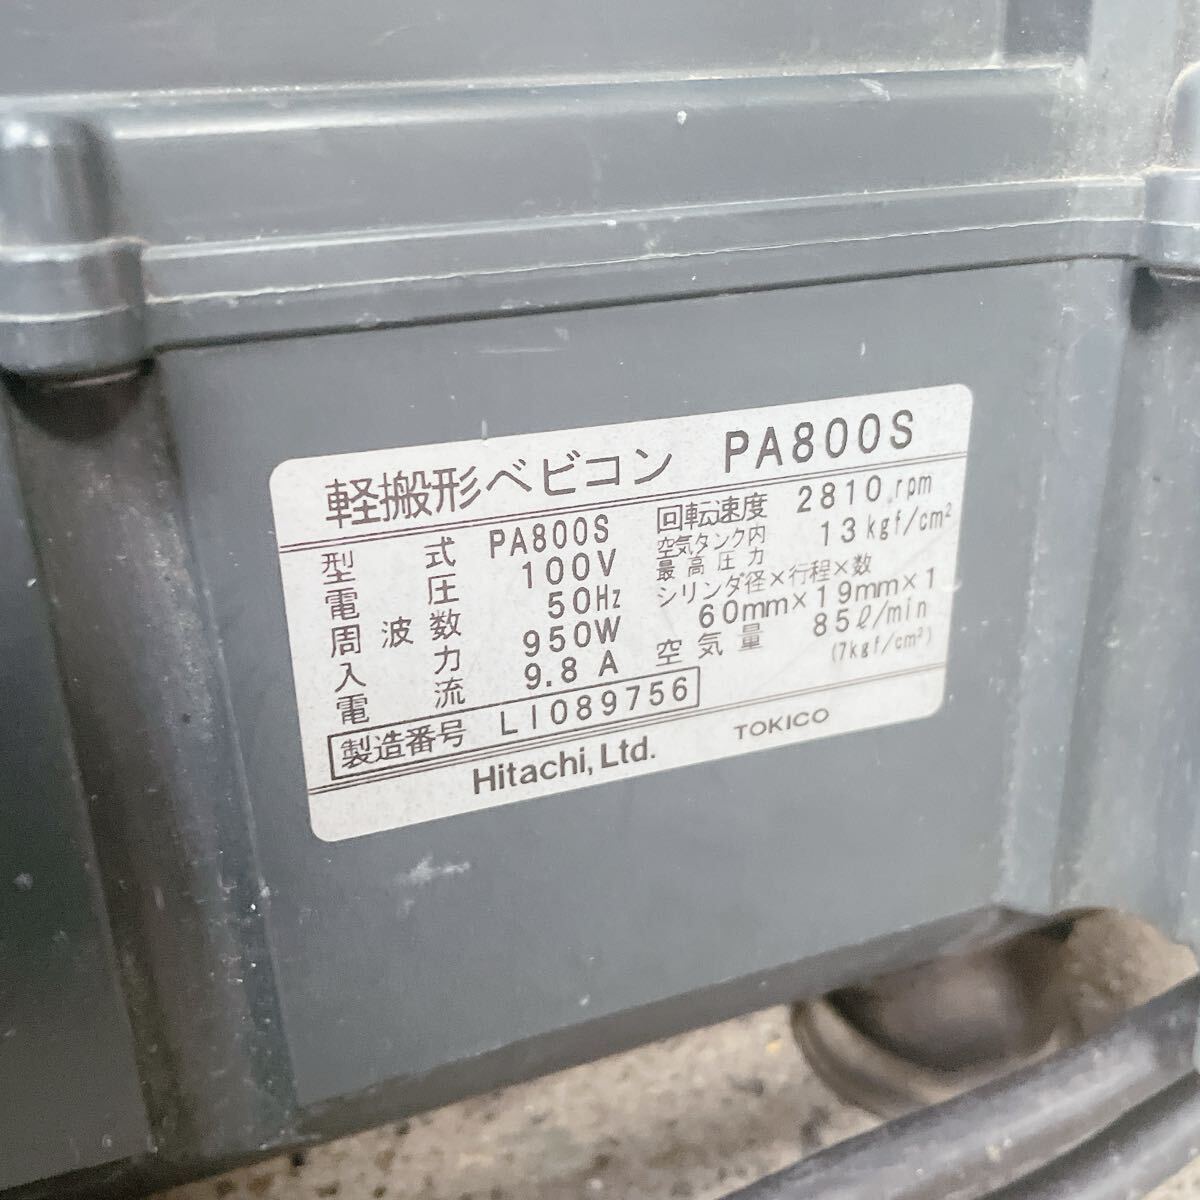 軽搬形ベビコン PA800S
型式 PA800S
電圧 100V
周波数 50Hz
入力 950W
電流 9.8 A
製造番号 L1089756
回転速度 2810 rpm
空気タンク内最高圧力 13kgf/cm²
シリンダ径×行程×数
60mm×19mm×1
空気量 85ℓ/min
(7kgf/cm²)
Hitachi, Ltd. TOKICO